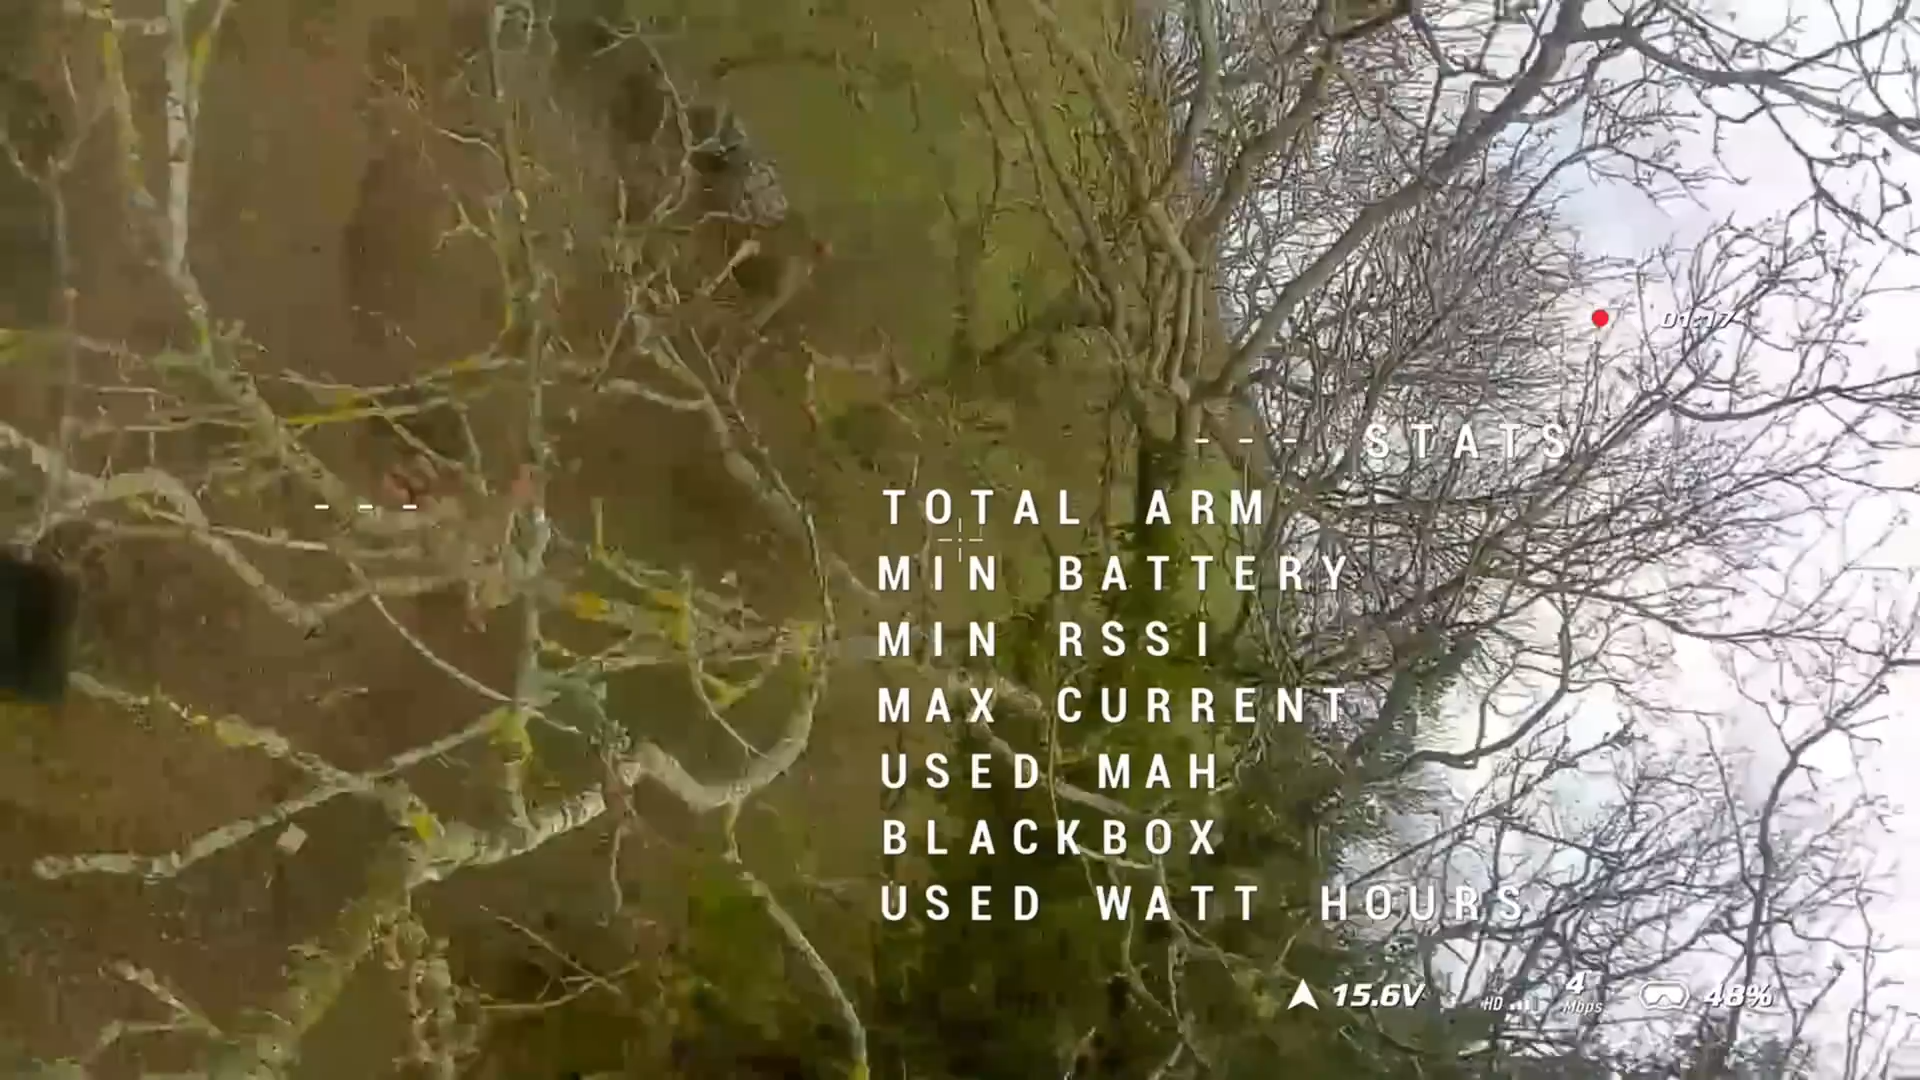 01:17
--- STATS
---
TOTAL ARM
MIN BATTERY
MIN RSSI
MAX CURRENT
USED MAH
BLACKBOX
USED WATT HOURS
15.6V HD 4 Mbps 48%